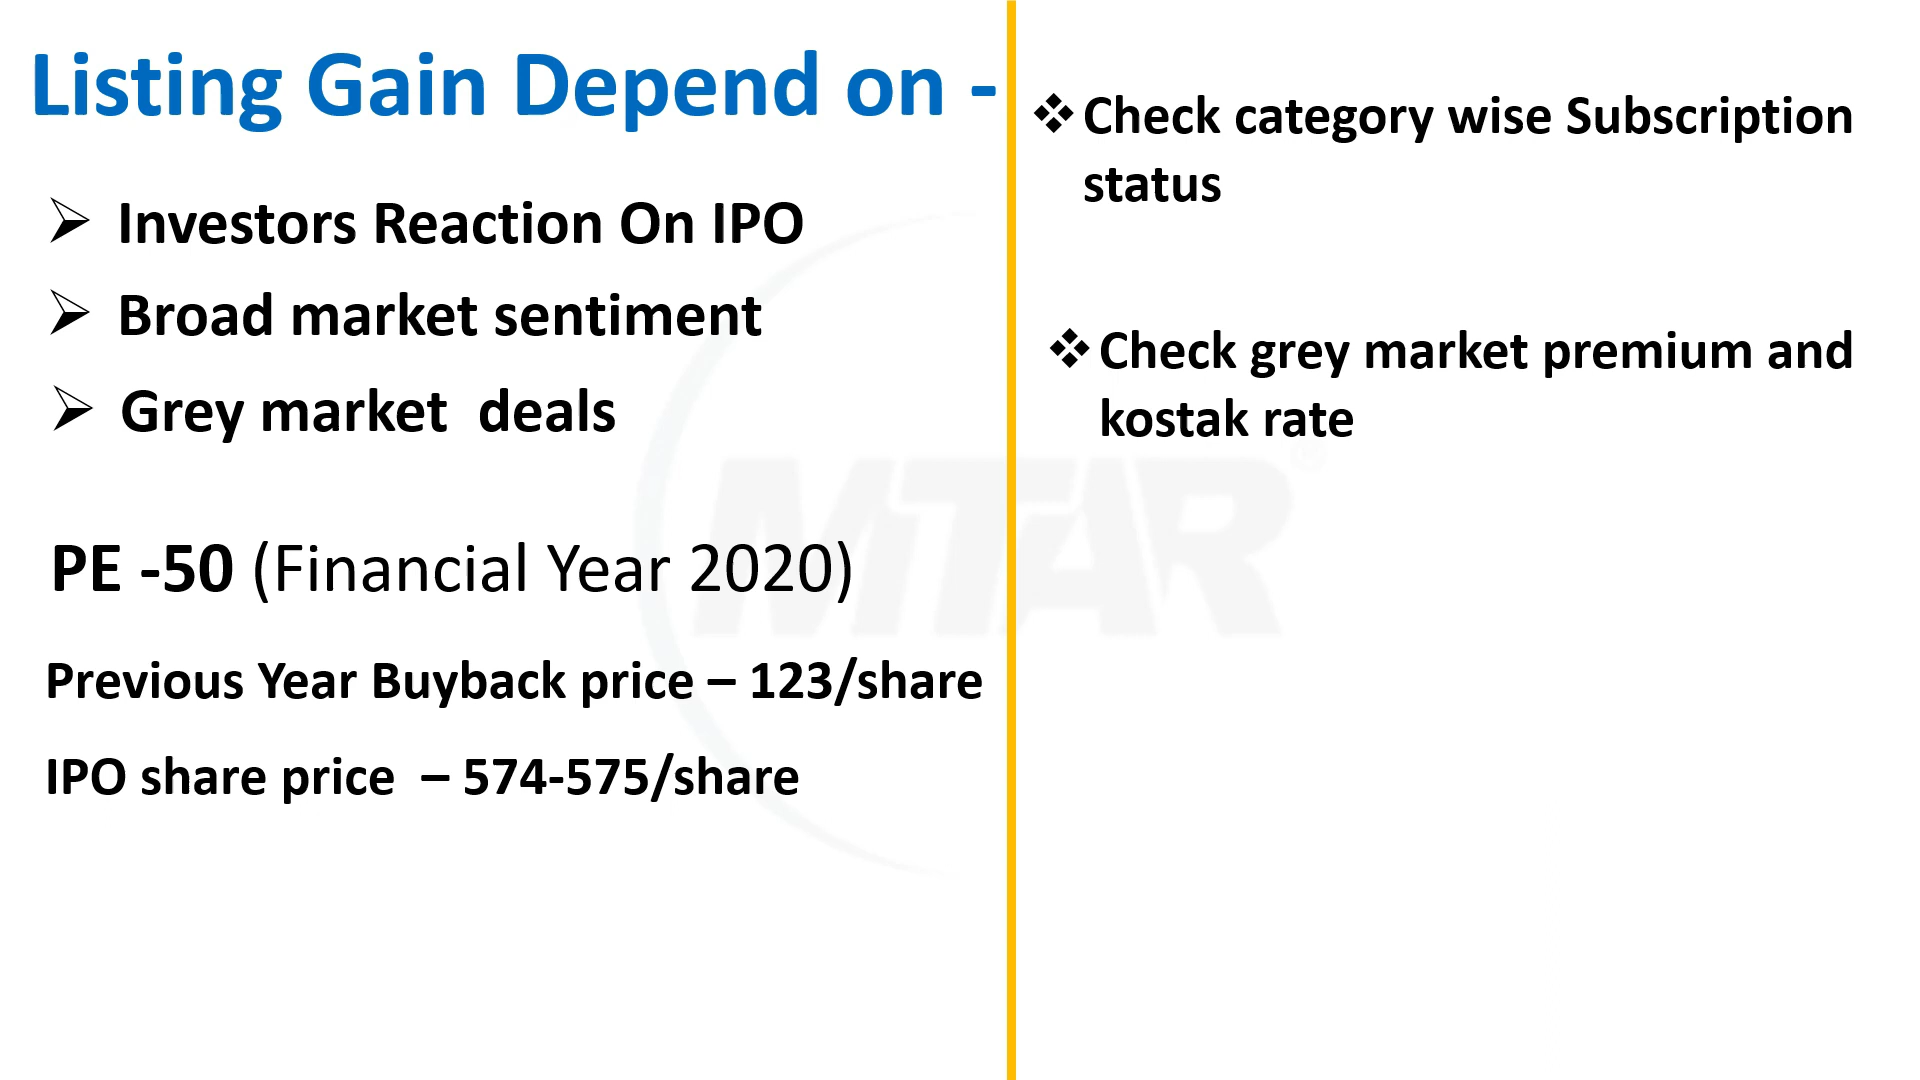 Listing Gain Depend on -
➢ Investors Reaction On IPO
➢ Broad market sentiment
➢ Grey market  deals
PE -50 (Financial Year 2020)
Previous Year Buyback price – 123/share
IPO share price  – 574-575/share
❖ Check category wise Subscription
status
❖ Check grey market premium and
kostak rate
MTAR®